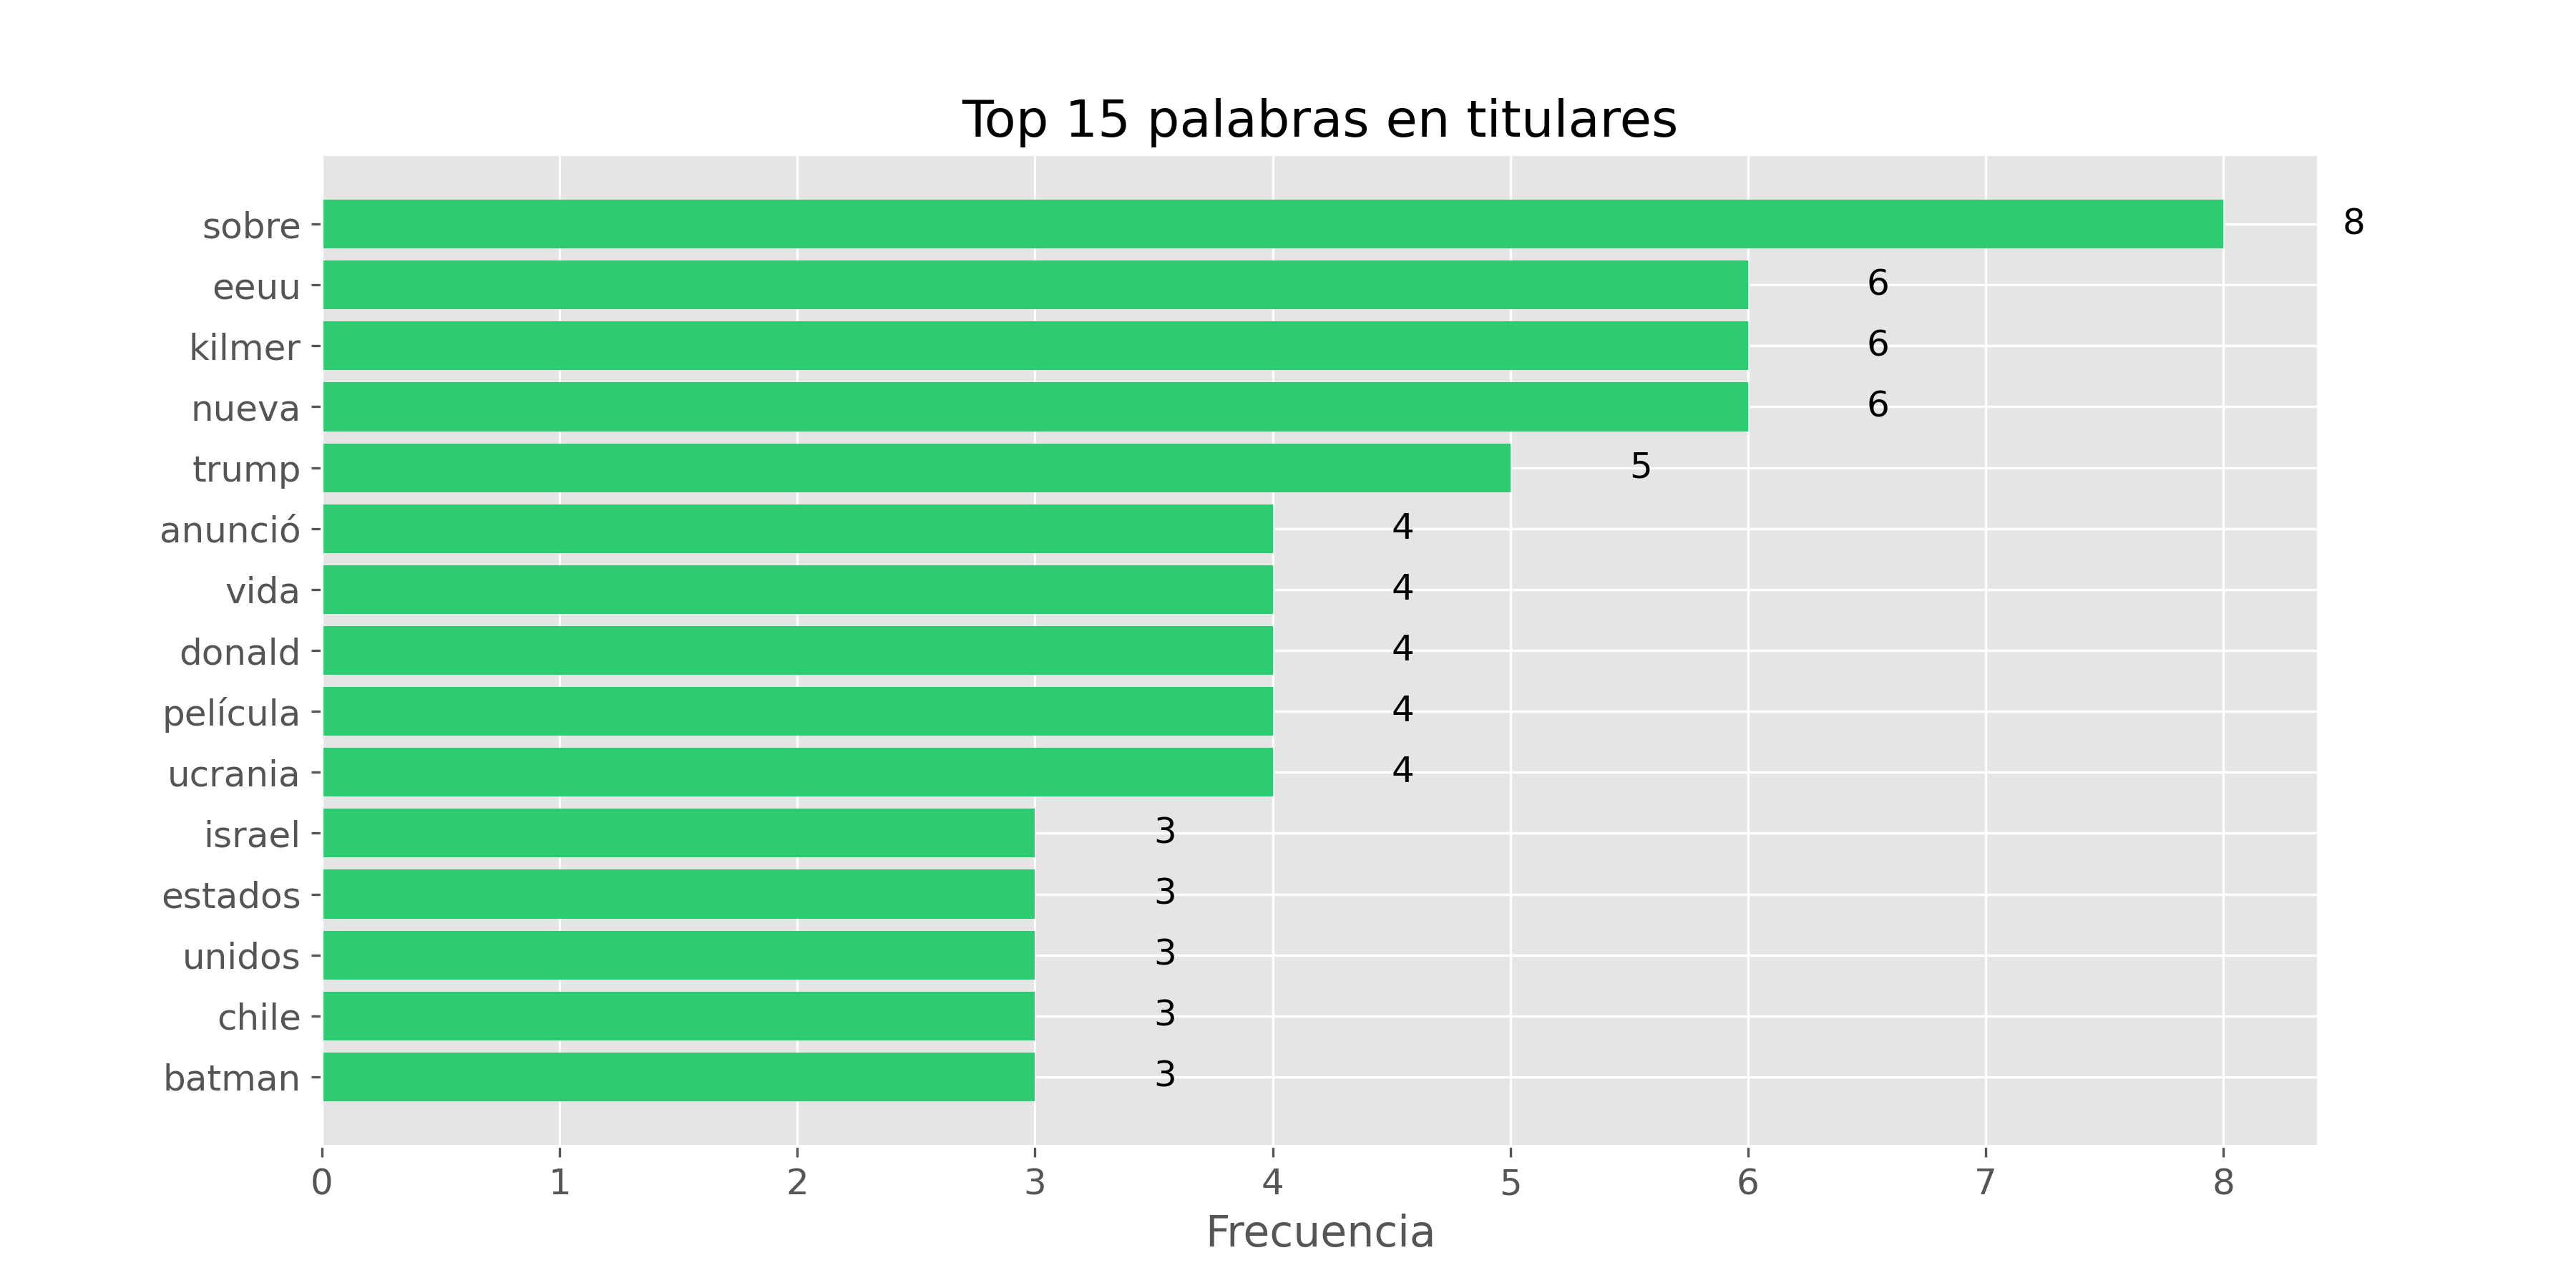 Top 15 palabras en titulares
sobre 8
eeuu 6
kilmer 6
nueva 6
trump 5
anunció 4
vida 4
donald 4
película 4
ucrania 4
israel 3
estados 3
unidos 3
chile 3
batman 3
0 1 2 3 4 5 6 7 8
Frecuencia